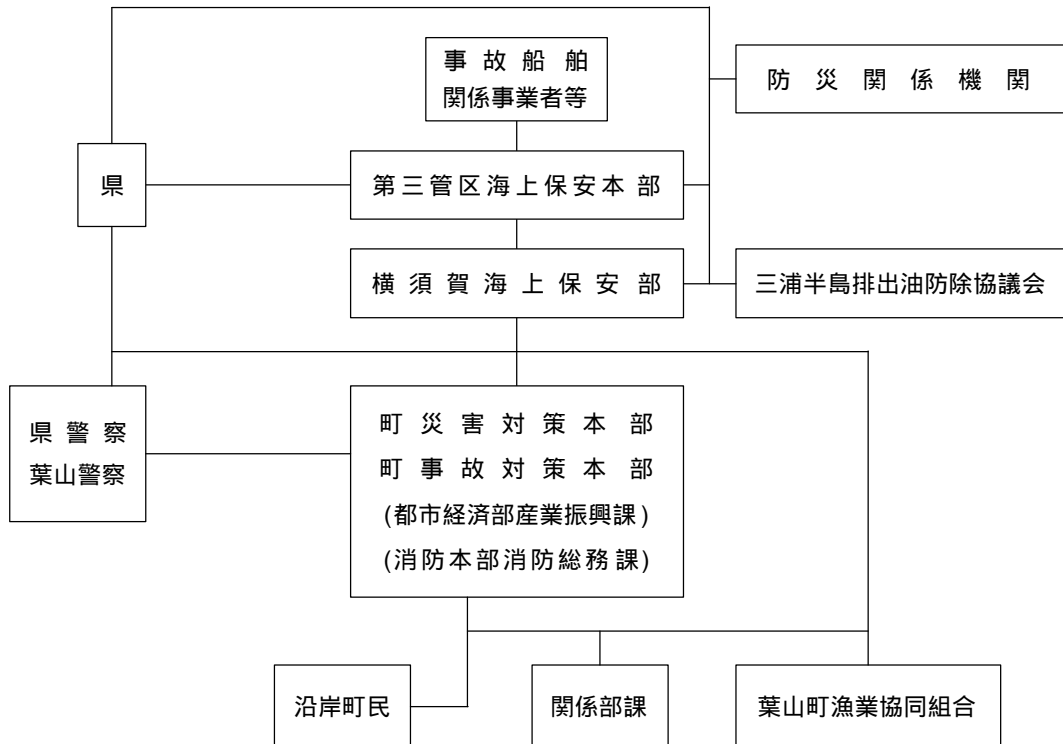 事故船舶
関係事業者等
防災関係機関
県
第三管区海上保安本部
横須賀海上保安部
三浦半島排出油防除協議会
県警察
葉山警察
町災害対策本部
町事故対策本部
(都市経済部産業振興課)
(消防本部消防総務課)
沿岸町民
関係部課
葉山町漁業協同組合